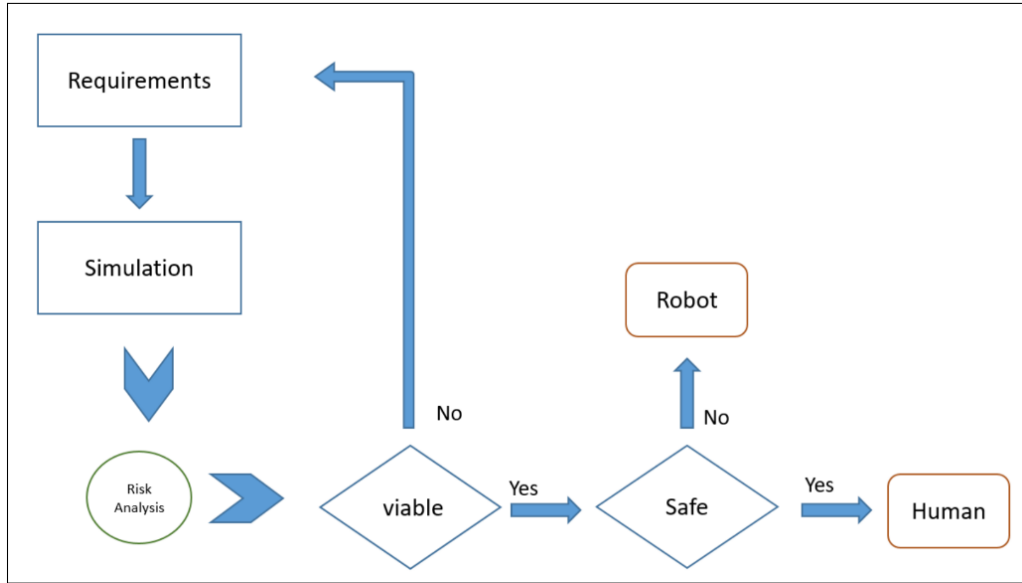 Requirements
Simulation
Robot
No
No
Risk
Analysis
viable
Yes
Safe
Yes
Human